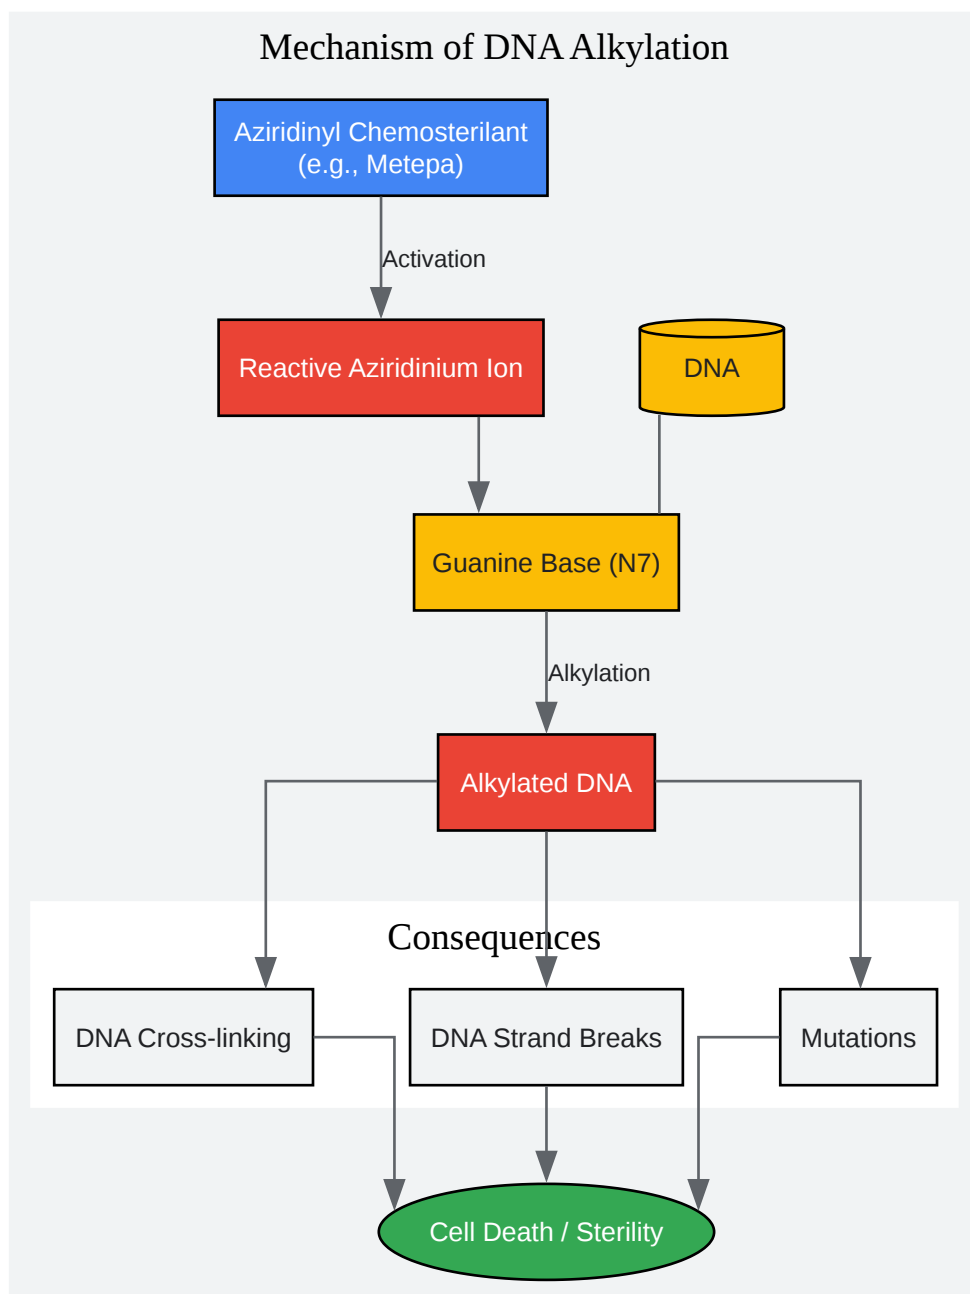 Mechanism of DNA Alkylation
Aziridinyl Chemosterilant
(e.g., Metepa)
Activation
Reactive Aziridinium Ion
DNA
Guanine Base (N7)
Alkylation
Alkylated DNA
Consequences
DNA Cross-linking
DNA Strand Breaks
Mutations
Cell Death / Sterility